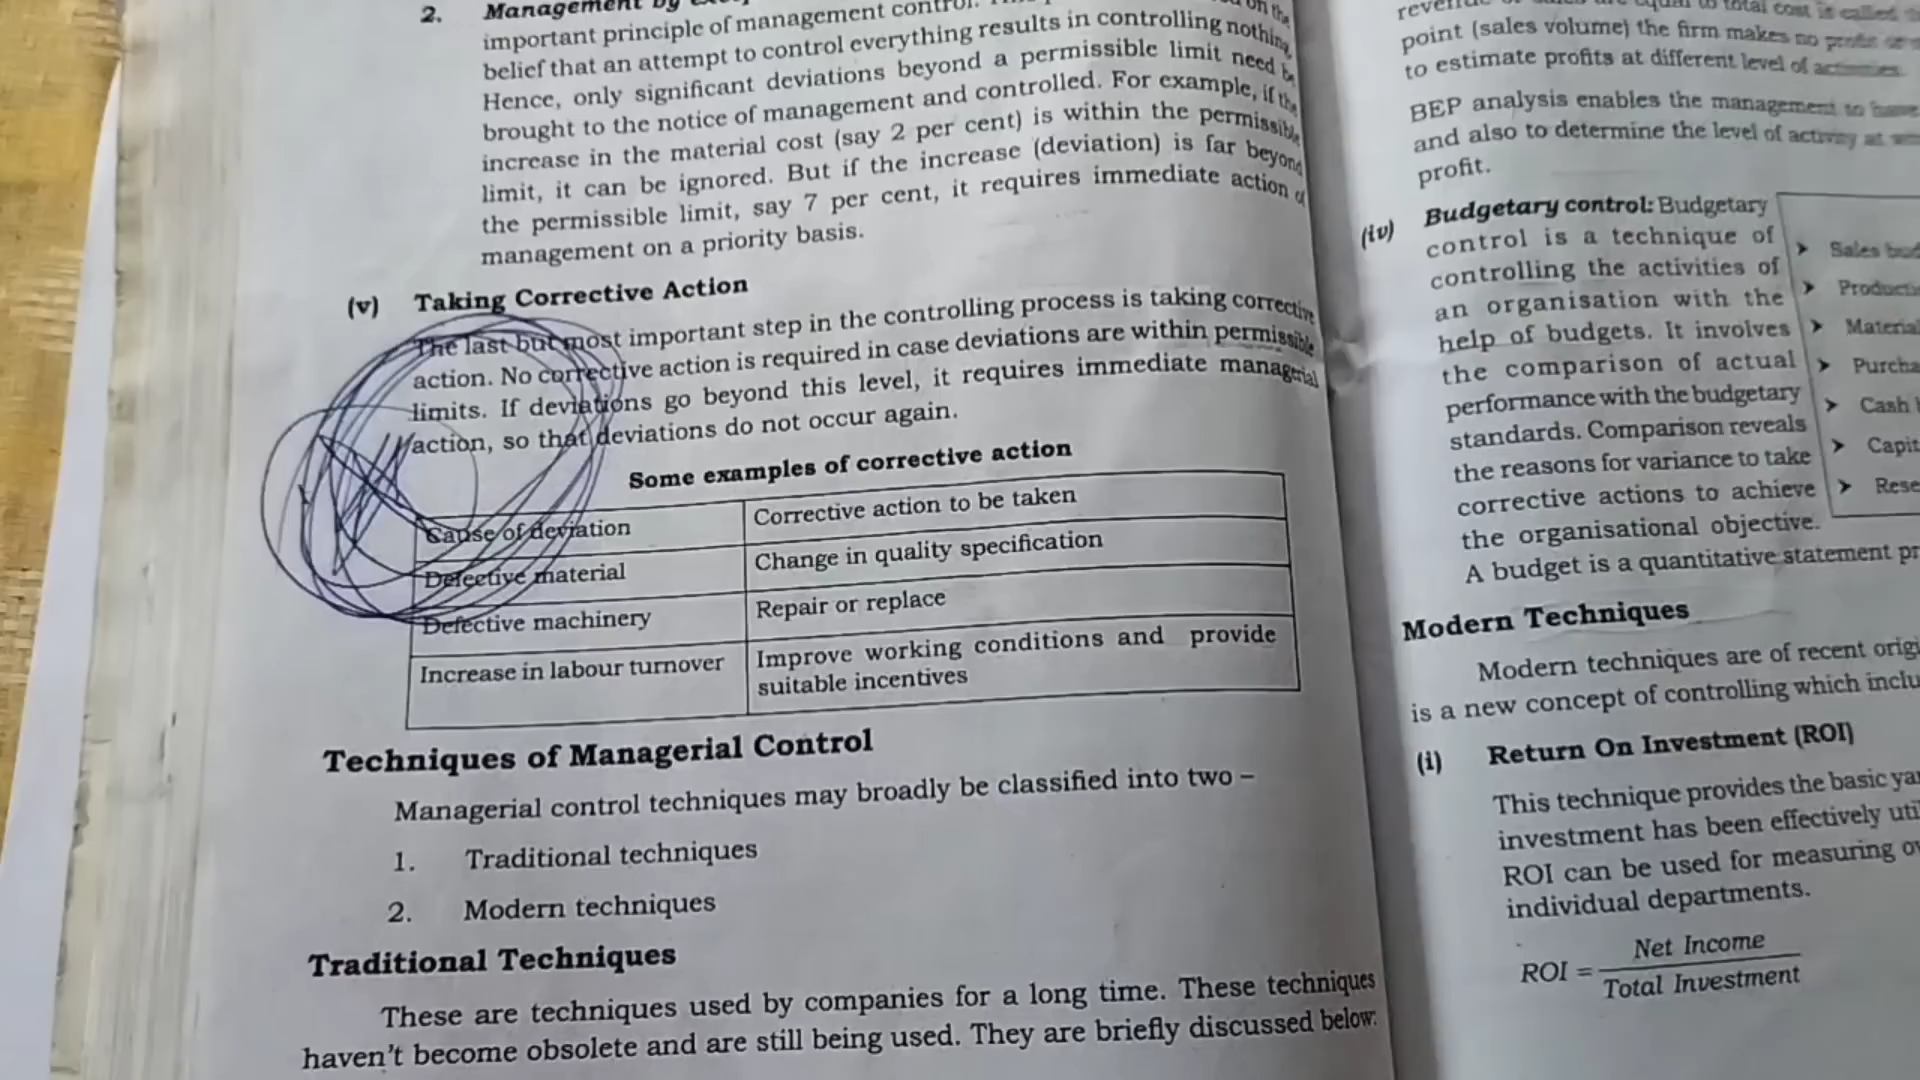 2. Management by
important principle of management control.
belief that an attempt to control everything results in controlling nothing.
Hence, only significant deviations beyond a permissible limit need be
brought to the notice of management and controlled. For example, if the
increase in the material cost (say 2 per cent) is within the permissible
limit, it can be ignored. But if the increase (deviation) is far beyond
the permissible limit, say 7 per cent, it requires immediate action of
management on a priority basis.
(v) Taking Corrective Action
The last but most important step in the controlling process is taking corrective
action. No corrective action is required in case deviations are within permissible
limits. If deviations go beyond this level, it requires immediate managerial
action, so that deviations do not occur again.
Some examples of corrective action
Cause of deviation Corrective action to be taken
Defective material Change in quality specification
Defective machinery Repair or replace
Increase in labour turnover Improve working conditions and provide
suitable incentives
Techniques of Managerial Control
Managerial control techniques may broadly be classified into two –
1. Traditional techniques
2. Modern techniques
Traditional Techniques
These are techniques used by companies for a long time. These techniques
haven't become obsolete and are still being used. They are briefly discussed below:
equal to total cost is called
point (sales volume) the firm makes no profit or
to estimate profits at different level of activities.
BEP analysis enables the management to have
and also to determine the level of activity at
profit.
(iv) Budgetary control: Budgetary
control is a technique of
controlling the activities of
an organisation with the
help of budgets. It involves
the comparison of actual
performance with the budgetary
standards. Comparison reveals
the reasons for variance to take
corrective actions to achieve
the organisational objective.
➤ Sales
➤
➤ Material
➤
➤ Cash
➤
➤
A budget is a quantitative statement
Modern Techniques
Modern techniques are of recent
is a new concept of controlling which
(i) Return On Investment (ROI)
This technique provides the basic
investment has been effectively
ROI can be used for measuring
individual departments.
ROI = Net Income
Total Investment